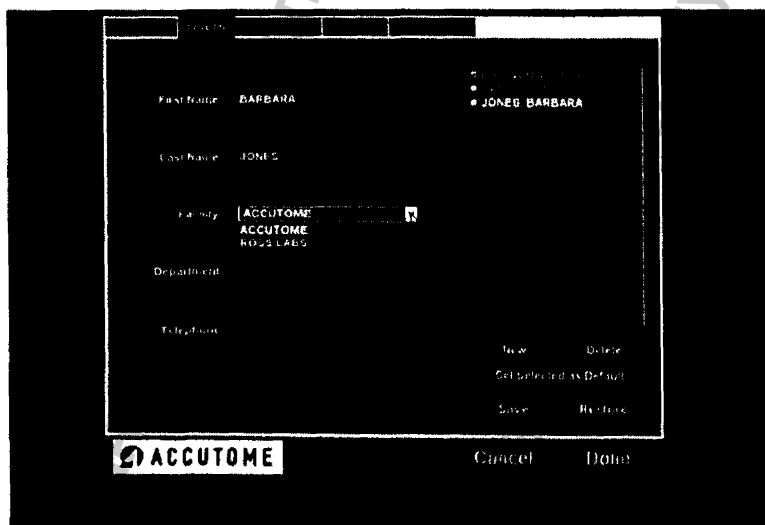 First Name BARBARA
JONES, BARBARA
Last Name JONES
Facility ACCUTOME
ACCUTOME
ROSS LABS
Department
Telephone
New Delete
Set Selected as Default
Save Restore
ACCUTOME Cancel Done